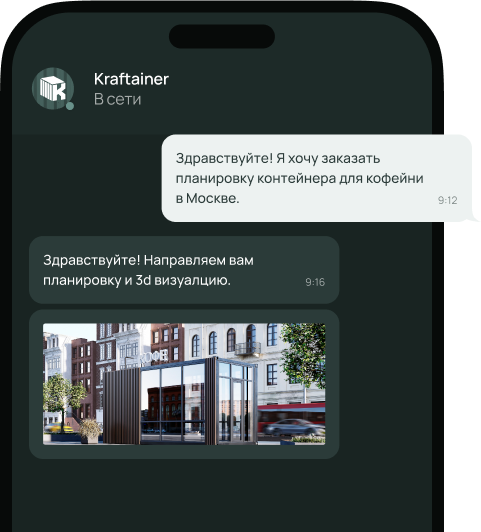 Kraftainer
В сети
Здравствуйте! Я хочу заказать
планировку контейнера для кофейни
в Москве.
9:12
Здравствуйте! Направляем вам
планировку и 3d визуалцию.
9:16
КОФЕ